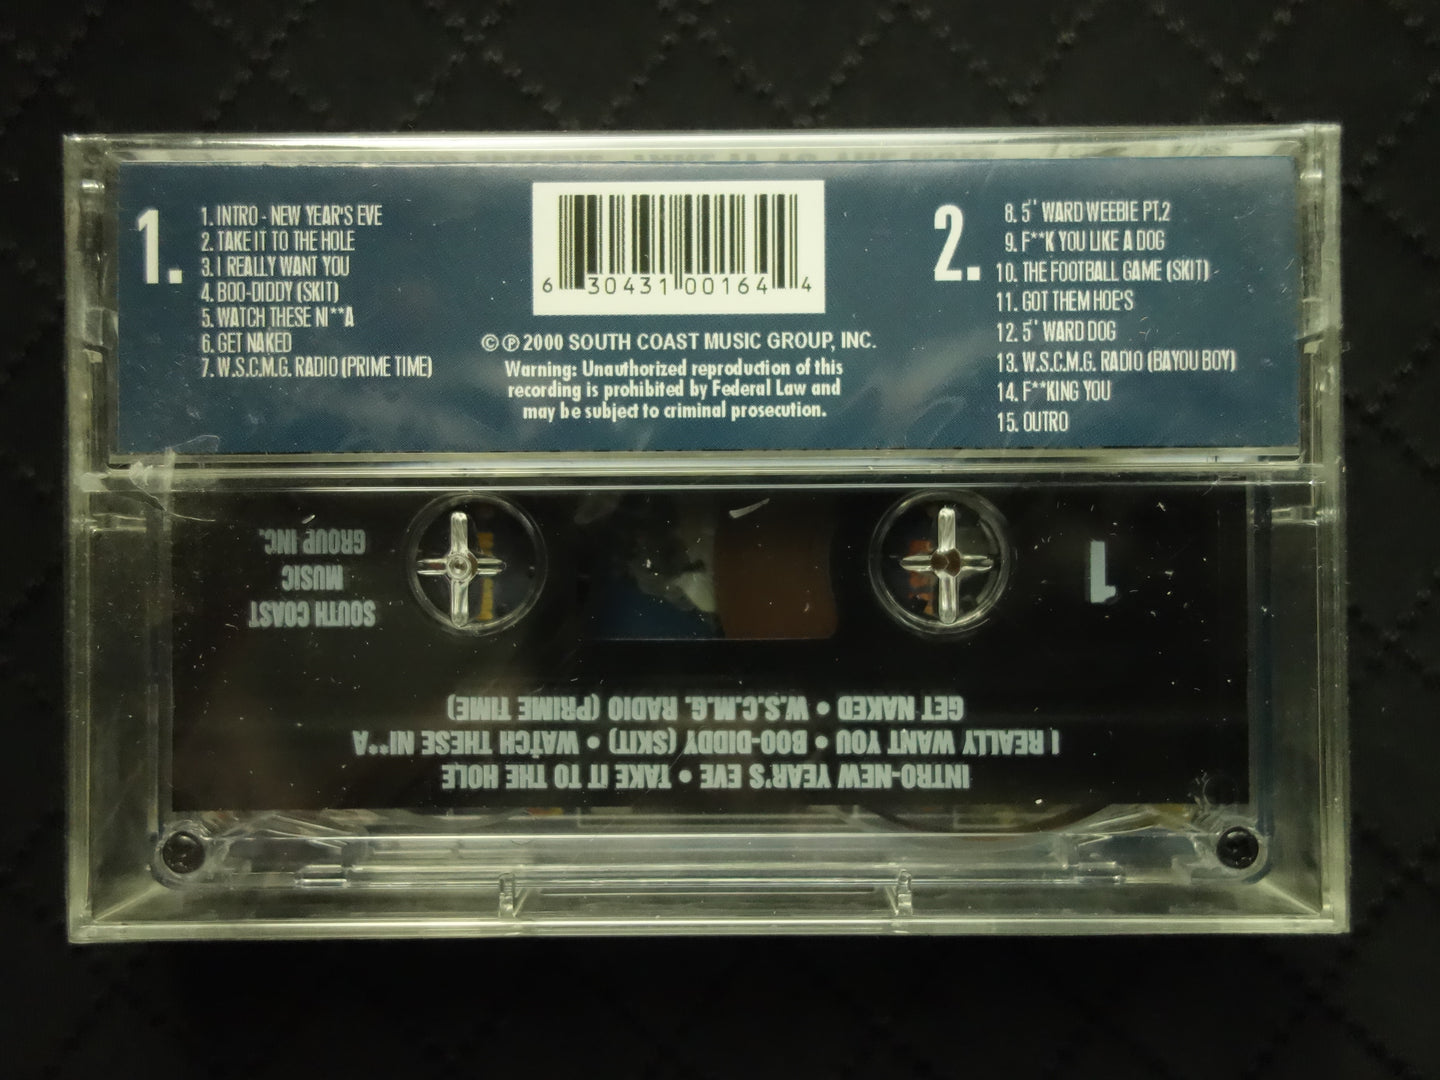 1.
1. INTRO - NEW YEAR'S EVE
2. TAKE IT TO THE HOLE
3. I REALLY WANT YOU
4. BOO-DIDDY (SKIT)
5. WATCH THESE NI**A
6. GET NAKED
7. W.S.C.M.G. RADIO (PRIME TIME)
6 30431 00164 4
© ℗ 2000 SOUTH COAST MUSIC GROUP, INC.
Warning: Unauthorized reproduction of this
recording is prohibited by Federal Law and
may be subject to criminal prosecution.
2.
8. 5'' WARD WEEBIE PT.2
9. F**K YOU LIKE A DOG
10. THE FOOTBALL GAME (SKIT)
11. GOT THEM HOE'S
12. 5'' WARD DOG
13. W.S.C.M.G. RADIO (BAYOU BOY)
14. F**KING YOU
15. OUTRO
INTRO-NEW YEAR'S EVE • TAKE IT TO THE HOLE
I REALLY WANT YOU • BOO-DIDDY (SKIT) • WATCH THESE NI**A
GET NAKED • W.S.C.M.G. RADIO (PRIME TIME)
1
SOUTH COAST
MUSIC
GROUP INC.